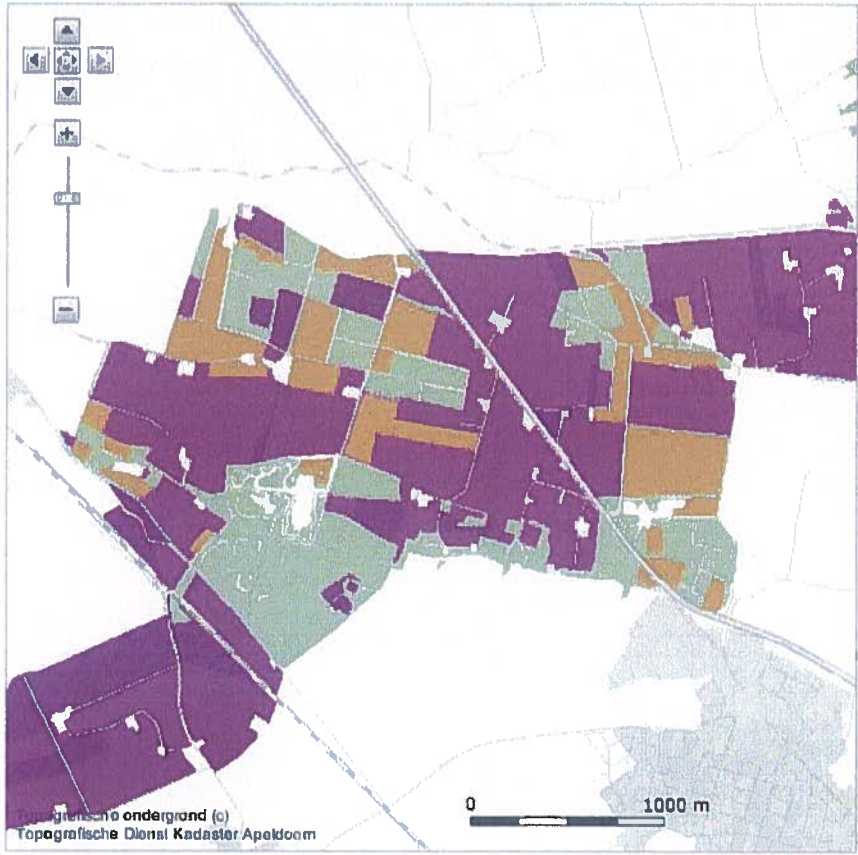 0 1000 m
Topografische ondergrond (c)
Topografische Dienst Kadaster Apeldoorn